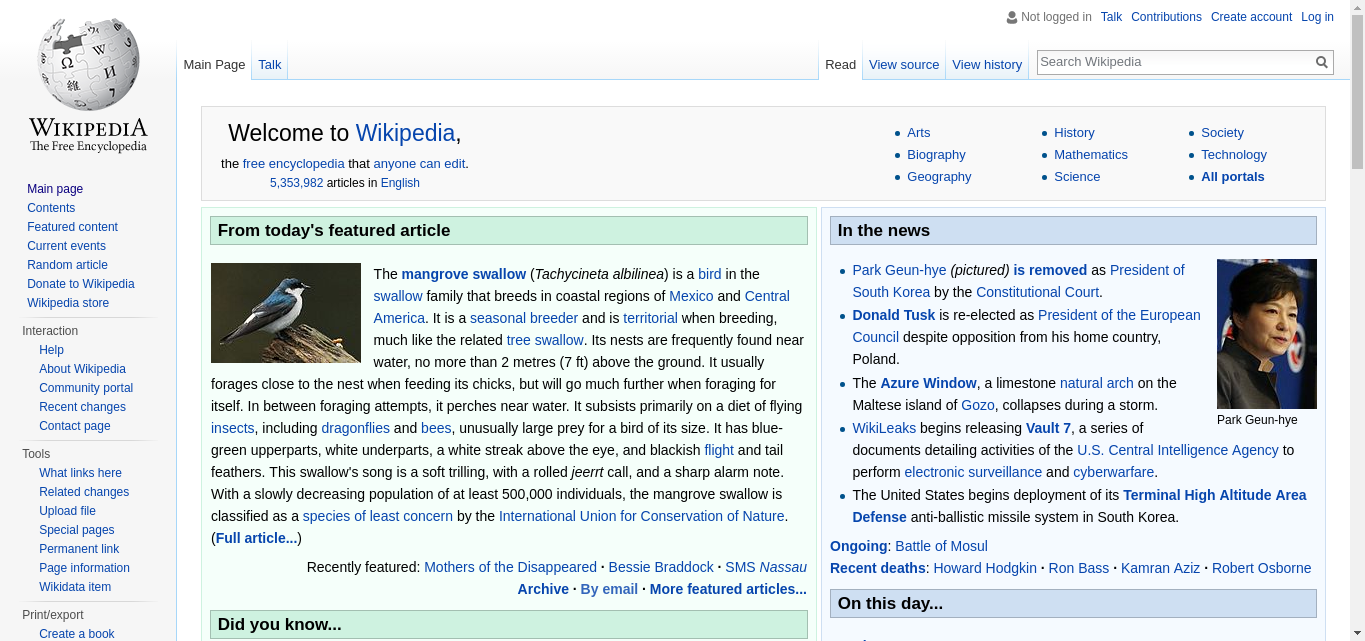 Not logged in Talk Contributions Create account Log in
Main Page Talk Read View source View history Search Wikipedia
WIKIPEDIA
The Free Encyclopedia
Main page
Contents
Featured content
Current events
Random article
Donate to Wikipedia
Wikipedia store
Interaction
Help
About Wikipedia
Community portal
Recent changes
Contact page
Tools
What links here
Related changes
Upload file
Special pages
Permanent link
Page information
Wikidata item
Print/export
Create a book
Welcome to Wikipedia,
the free encyclopedia that anyone can edit.
5,353,982 articles in English
Arts
Biography
Geography
History
Mathematics
Science
Society
Technology
All portals
From today's featured article
The mangrove swallow (Tachycineta albilinea) is a bird in the
swallow family that breeds in coastal regions of Mexico and Central
America. It is a seasonal breeder and is territorial when breeding,
much like the related tree swallow. Its nests are frequently found near
water, no more than 2 metres (7 ft) above the ground. It usually
forages close to the nest when feeding its chicks, but will go much further when foraging for
itself. In between foraging attempts, it perches near water. It subsists primarily on a diet of flying
insects, including dragonflies and bees, unusually large prey for a bird of its size. It has blue-
green upperparts, white underparts, a white streak above the eye, and blackish flight and tail
feathers. This swallow's song is a soft trilling, with a rolled jeerrt call, and a sharp alarm note.
With a slowly decreasing population of at least 500,000 individuals, the mangrove swallow is
classified as a species of least concern by the International Union for Conservation of Nature.
(Full article...)
Recently featured: Mothers of the Disappeared · Bessie Braddock · SMS Nassau
Archive · By email · More featured articles...
Did you know...
In the news
Park Geun-hye (pictured) is removed as President of
South Korea by the Constitutional Court.
Donald Tusk is re-elected as President of the European
Council despite opposition from his home country,
Poland.
The Azure Window, a limestone natural arch on the
Maltese island of Gozo, collapses during a storm.
WikiLeaks begins releasing Vault 7, a series of
documents detailing activities of the U.S. Central Intelligence Agency to
perform electronic surveillance and cyberwarfare.
The United States begins deployment of its Terminal High Altitude Area
Defense anti-ballistic missile system in South Korea.
Park Geun-hye
Ongoing: Battle of Mosul
Recent deaths: Howard Hodgkin · Ron Bass · Kamran Aziz · Robert Osborne
On this day...